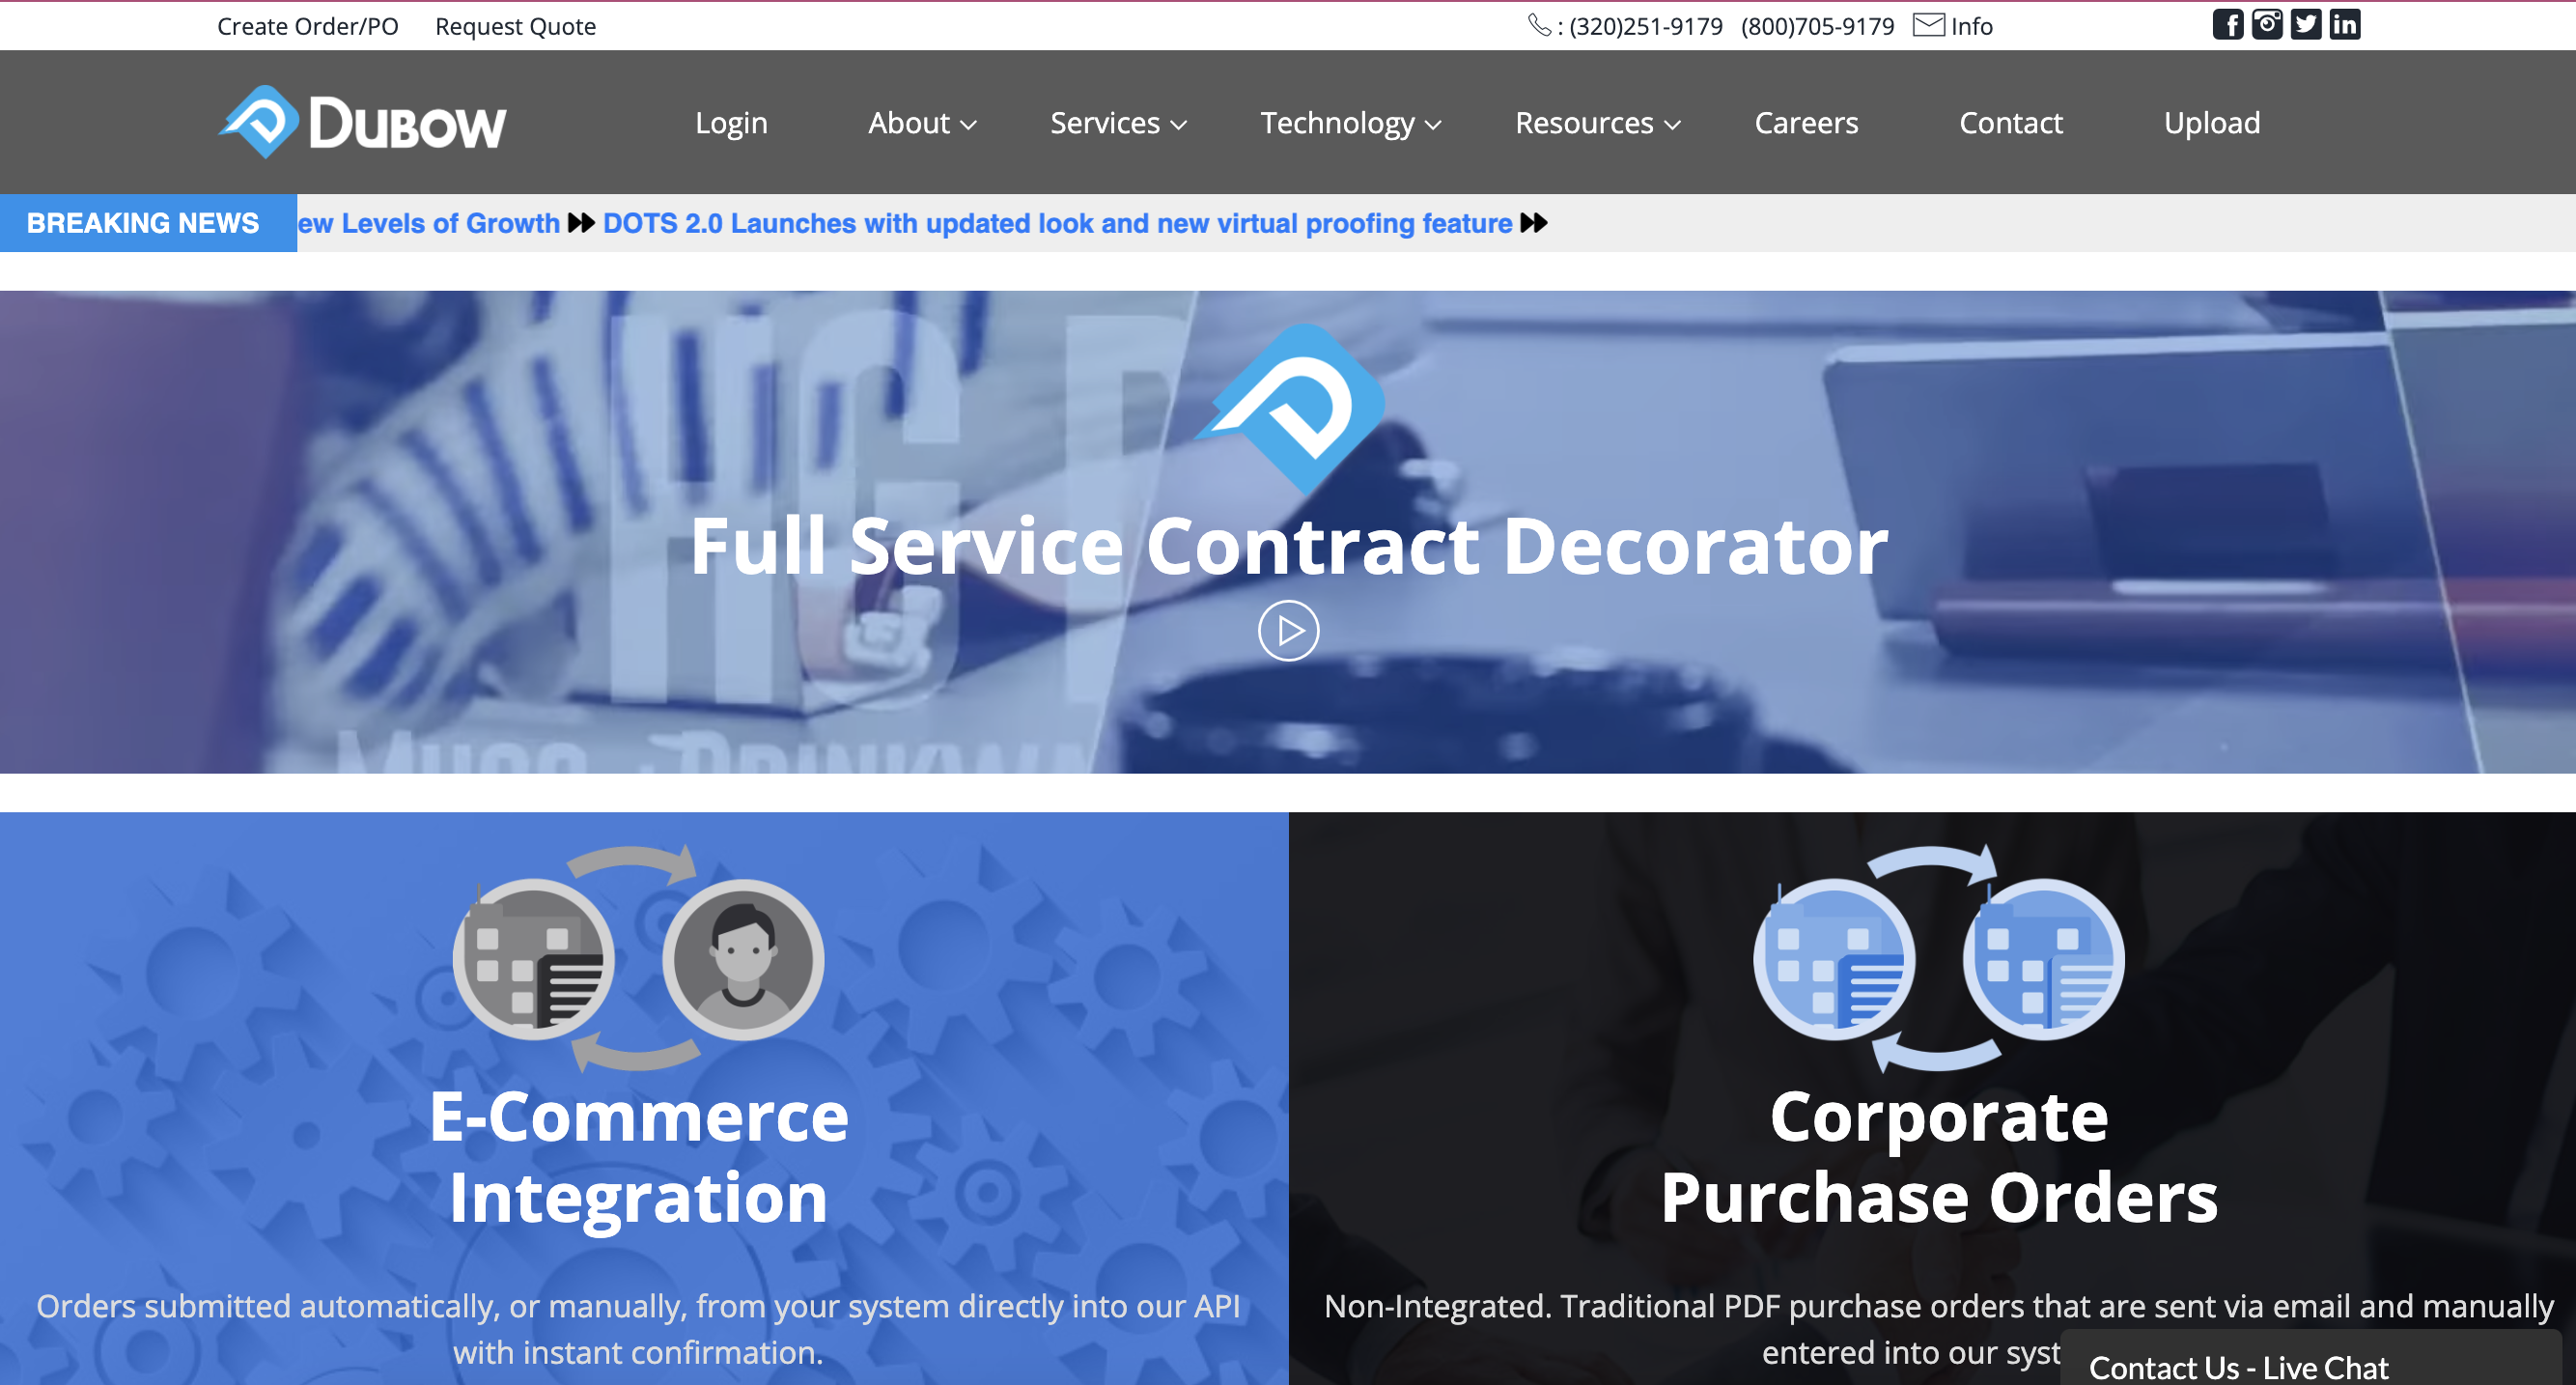 Create Order/PO Request Quote : (320)251-9179 (800)705-9179 Info
DUBOW Login About Services Technology Resources Careers Contact Upload
BREAKING NEWS ew Levels of Growth DOTS 2.0 Launches with updated look and new virtual proofing feature
Full Service Contract Decorator
E-Commerce
Integration
Orders submitted automatically, or manually, from your system directly into our API
with instant confirmation.
Corporate
Purchase Orders
Non-Integrated. Traditional PDF purchase orders that are sent via email and manually
entered into our syst
Contact Us - Live Chat